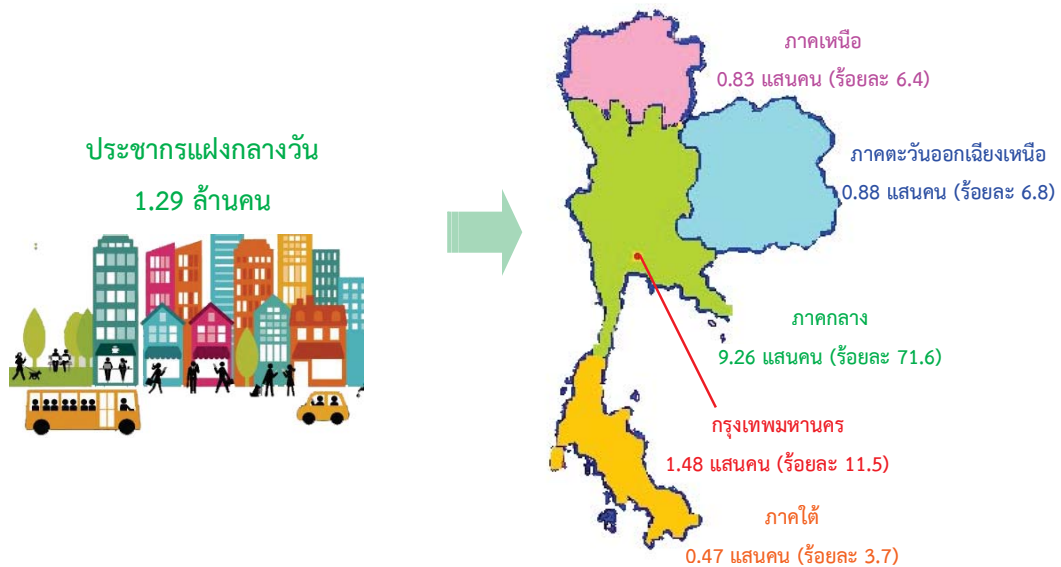 ประชากรแฝงกลางวัน
1.29 ล้านคน
ภาคเหนือ
0.83 แสนคน (ร้อยละ 6.4)
ภาคตะวันออกเฉียงเหนือ
0.88 แสนคน (ร้อยละ 6.8)
ภาคกลาง
9.26 แสนคน (ร้อยละ 71.6)
กรุงเทพมหานคร
1.48 แสนคน (ร้อยละ 11.5)
ภาคใต้
0.47 แสนคน (ร้อยละ 3.7)